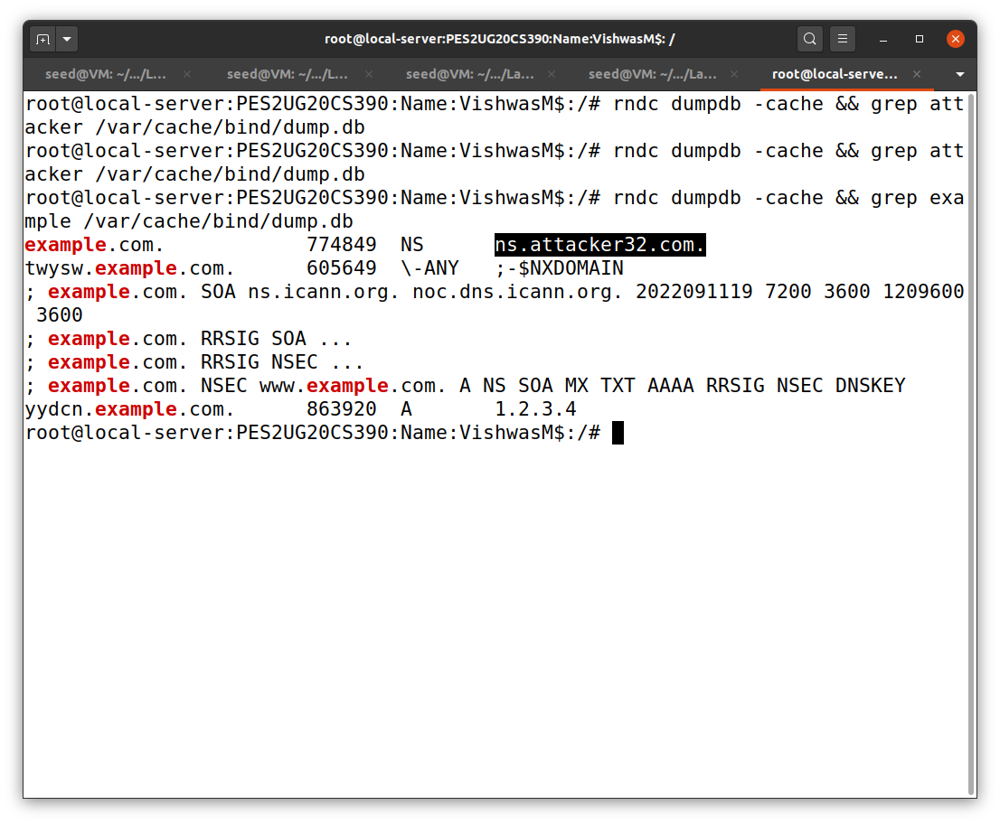 root@local-server:PES2UG20CS390:Name:VishwasM$: /
seed@VM: ~/.../L... × seed@VM: ~/.../L... × seed@VM: ~/.../La... × seed@VM: ~/.../La... × root@local-serve... ×
root@local-server:PES2UG20CS390:Name:VishwasM$:/# rndc dumpdb -cache && grep att
acker /var/cache/bind/dump.db
root@local-server:PES2UG20CS390:Name:VishwasM$:/# rndc dumpdb -cache && grep att
acker /var/cache/bind/dump.db
root@local-server:PES2UG20CS390:Name:VishwasM$:/# rndc dumpdb -cache && grep exa
mple /var/cache/bind/dump.db
example.com.            774849  NS      ns.attacker32.com.
twysw.example.com.      605649  \-ANY   ;-$NXDOMAIN
; example.com. SOA ns.icann.org. noc.dns.icann.org. 2022091119 7200 3600 1209600
 3600
; example.com. RRSIG SOA ...
; example.com. RRSIG NSEC ...
; example.com. NSEC www.example.com. A NS SOA MX TXT AAAA RRSIG NSEC DNSKEY
yydcn.example.com.      863920  A       1.2.3.4
root@local-server:PES2UG20CS390:Name:VishwasM$:/#